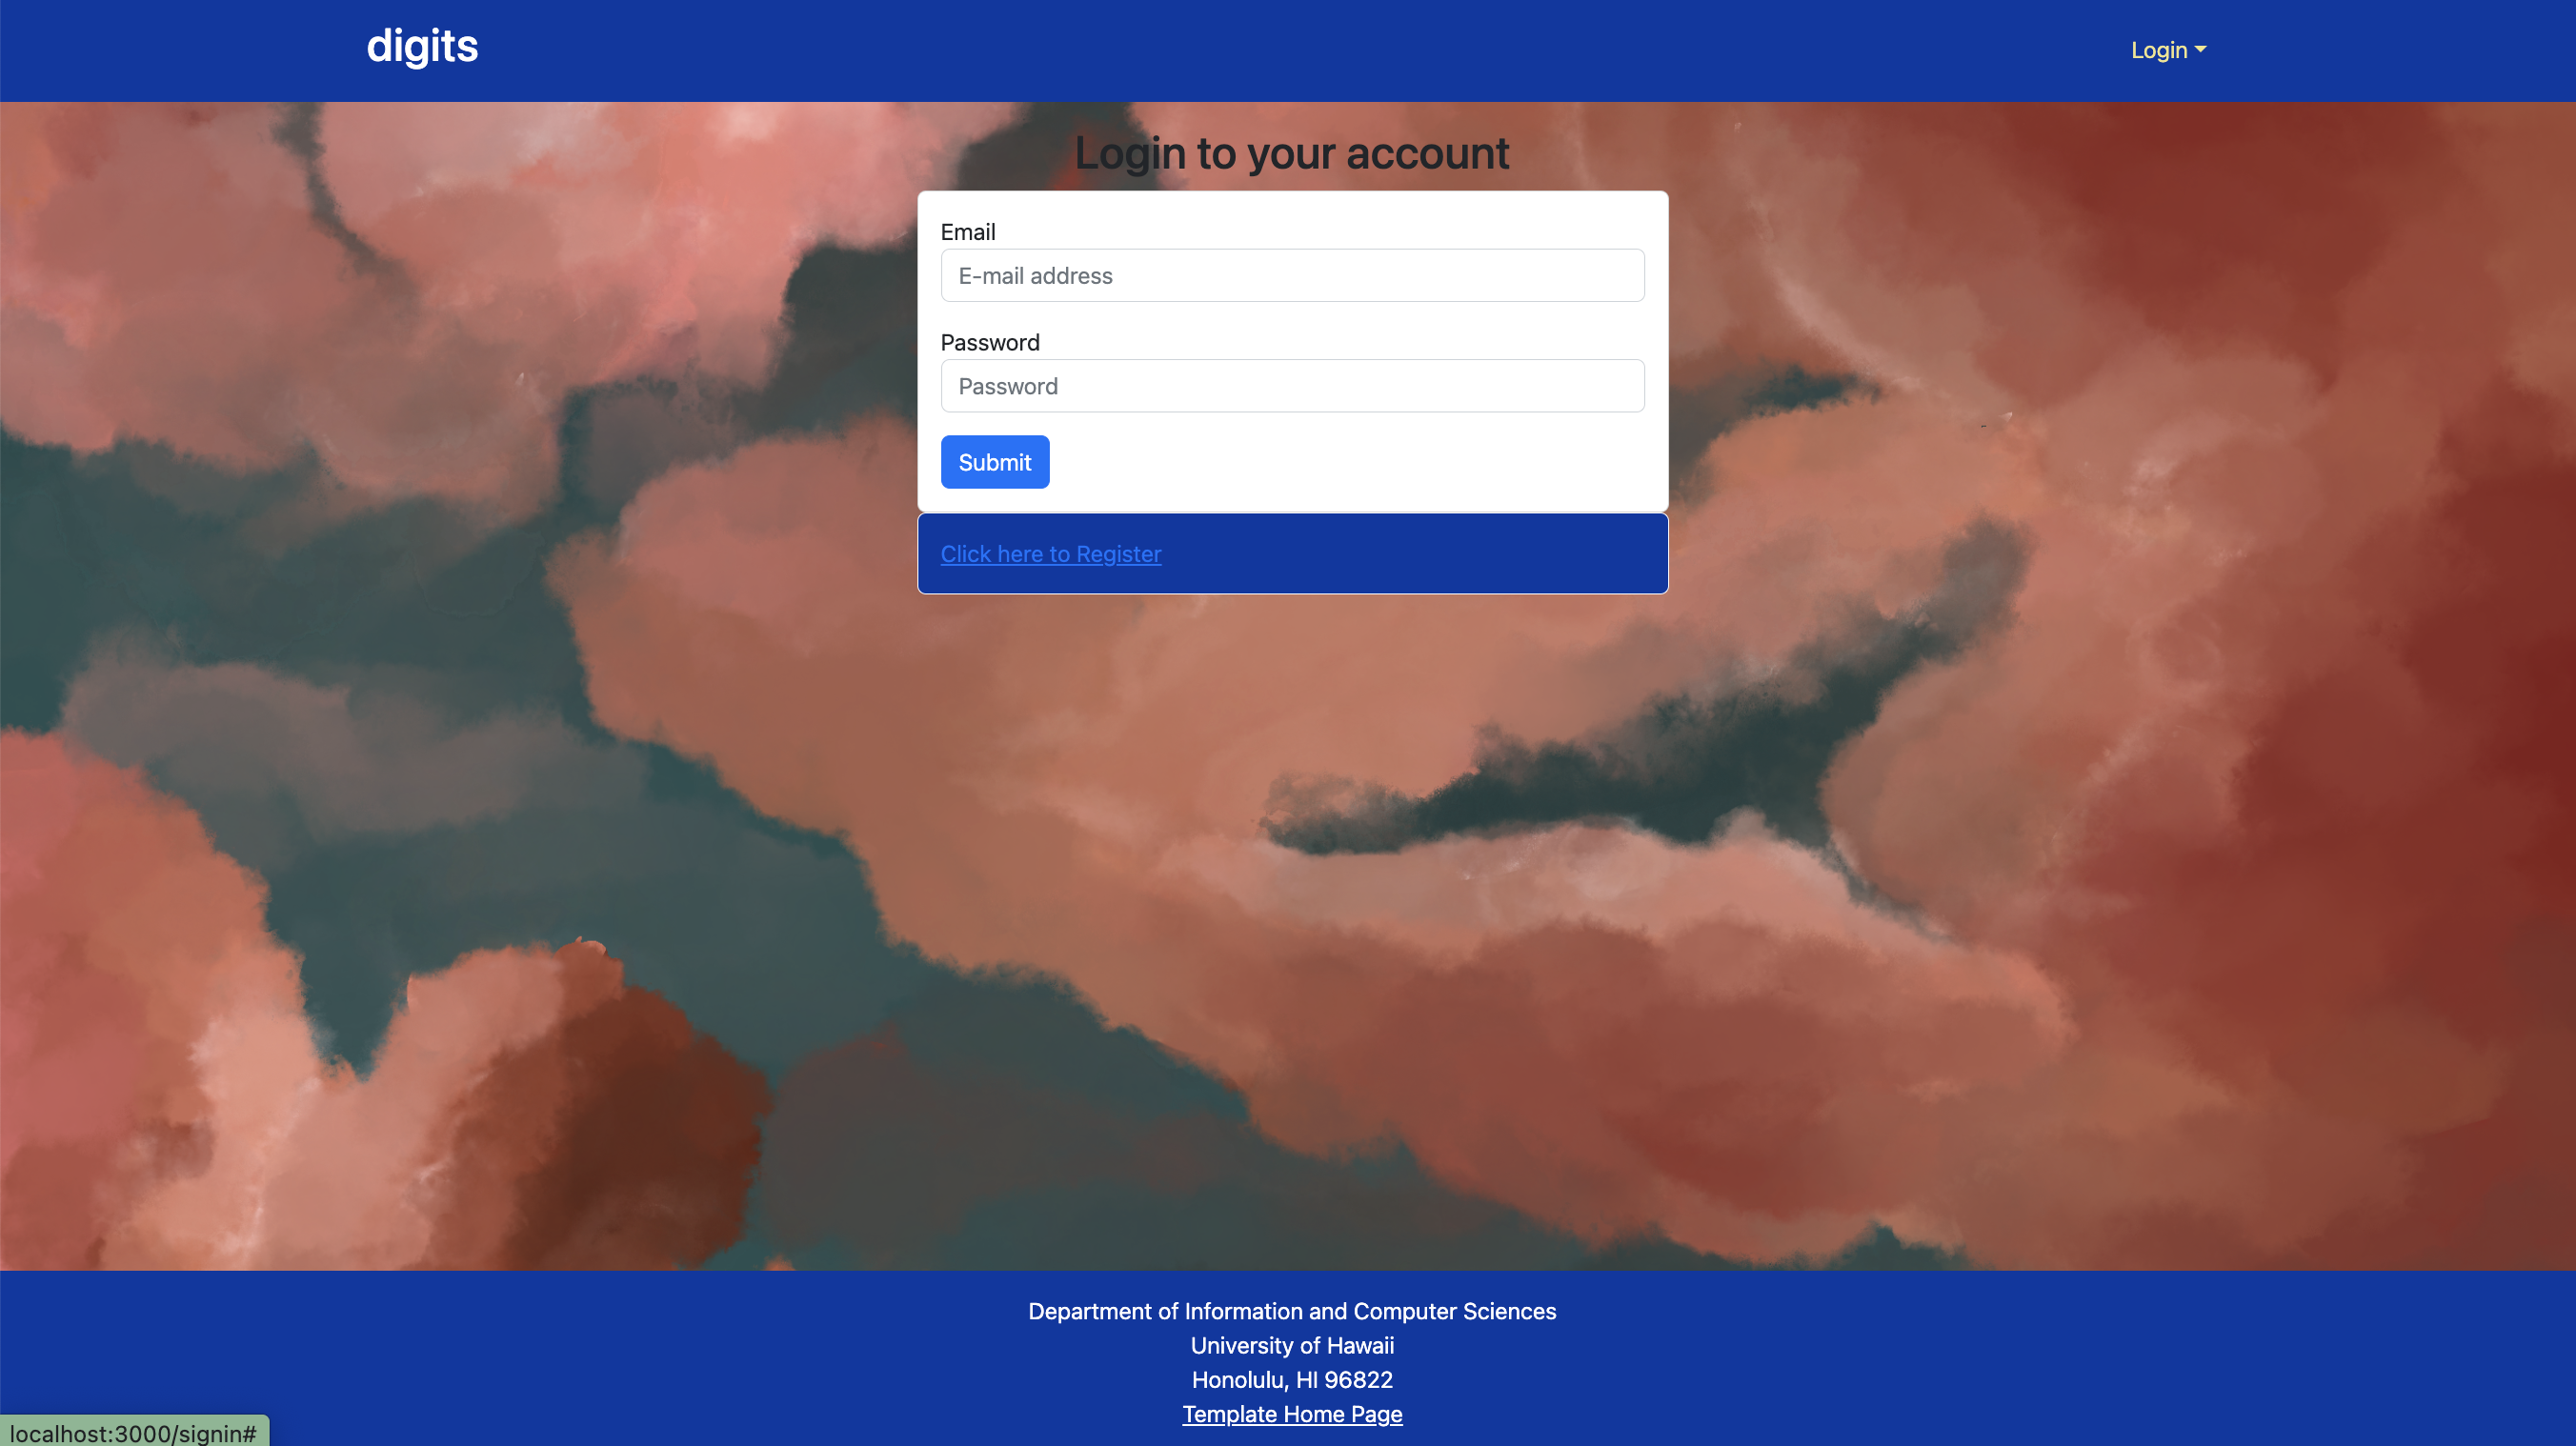 digits
Login
Login to your account
Email
E-mail address
Password
Password
Submit
Click here to Register
Department of Information and Computer Sciences
University of Hawaii
Honolulu, HI 96822
Template Home Page
localhost:3000/signin#